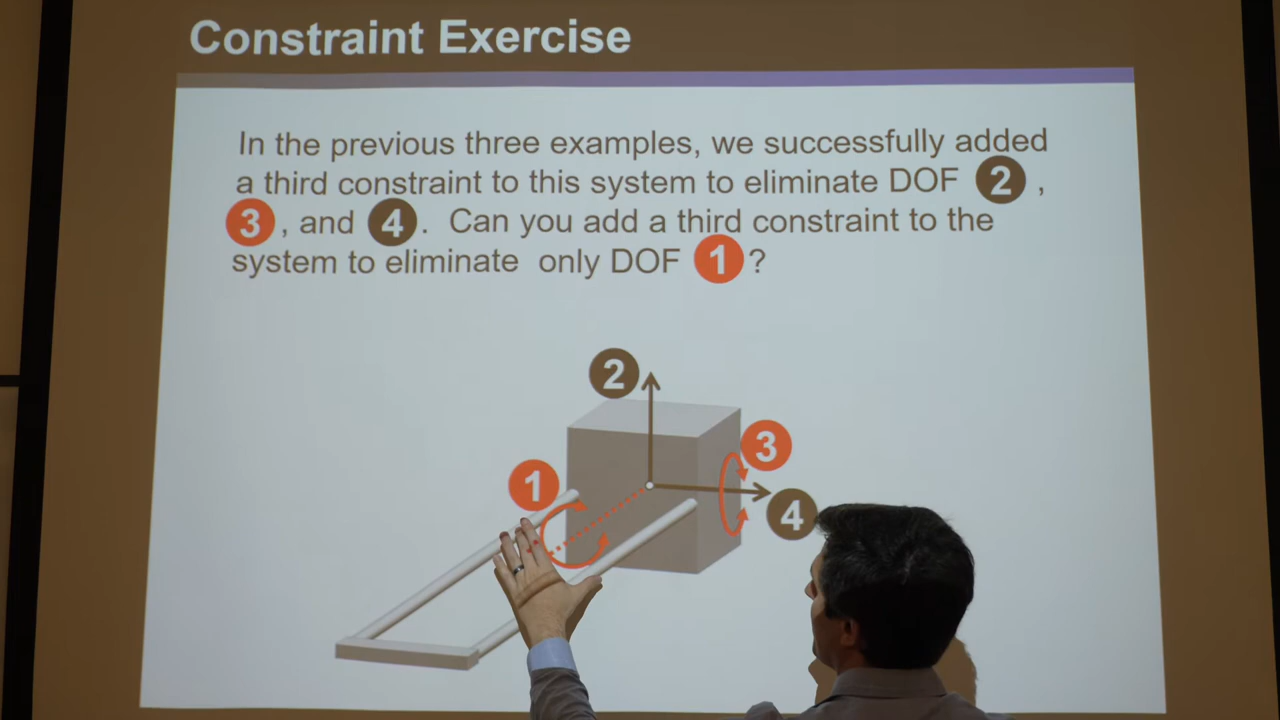 Constraint Exercise
In the previous three examples, we successfully added
a third constraint to this system to eliminate DOF 2 ,
3 , and 4 . Can you add a third constraint to the
system to eliminate only DOF 1 ?
2
3
1
4